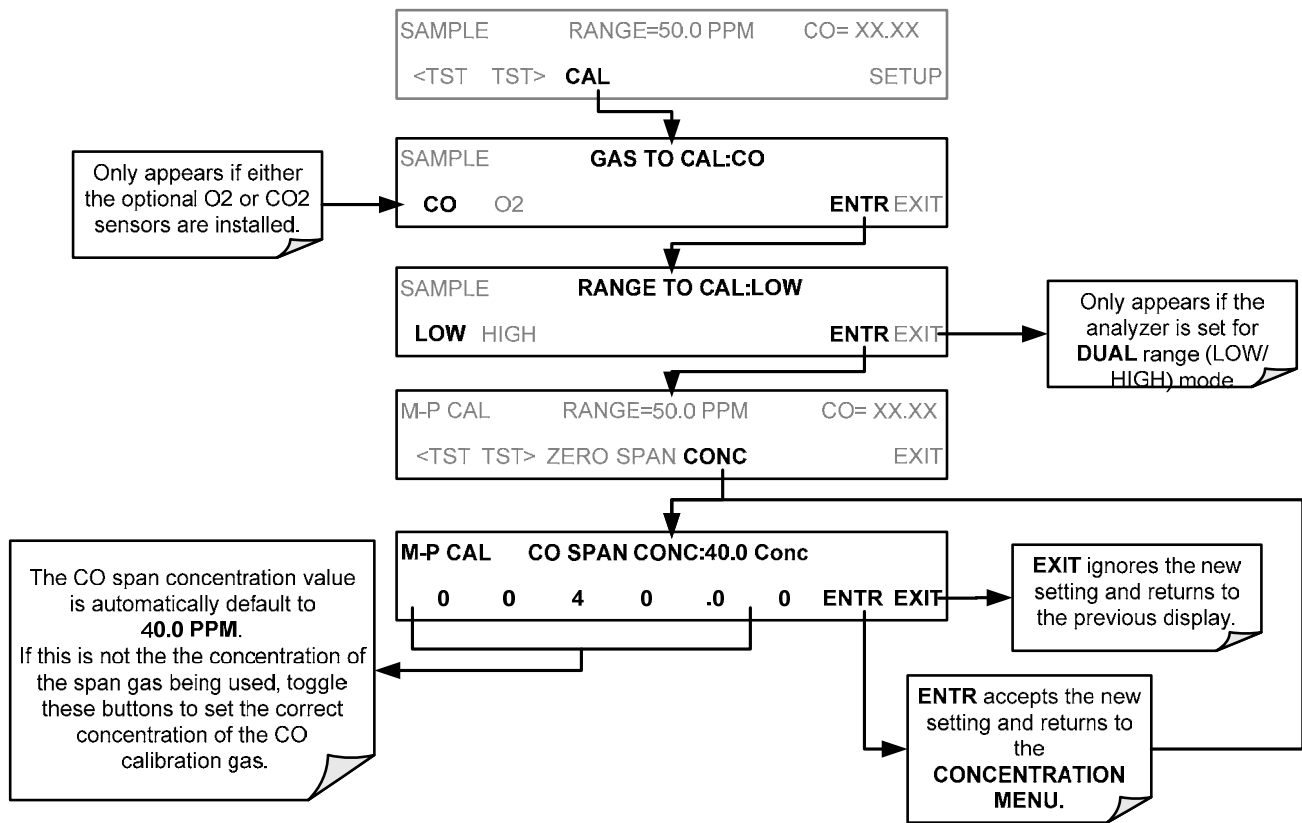 SAMPLE RANGE=50.0 PPM CO= XX.XX
<TST TST> CAL SETUP
SAMPLE GAS TO CAL:CO
CO O2 ENTR EXIT
Only appears if either
the optional O2 or CO2
sensors are installed.
SAMPLE RANGE TO CAL:LOW
LOW HIGH ENTR EXIT
Only appears if the
analyzer is set for
DUAL range (LOW/
HIGH) mode
M-P CAL RANGE=50.0 PPM CO= XX.XX
<TST TST> ZERO SPAN CONC EXIT
M-P CAL CO SPAN CONC:40.0 Conc
0 0 4 0 .0 0 ENTR EXIT
The CO span concentration value
is automatically default to
40.0 PPM.
If this is not the the concentration of
the span gas being used, toggle
these buttons to set the correct
concentration of the CO
calibration gas.
EXIT ignores the new
setting and returns to
the previous display.
ENTR accepts the new
setting and returns to
the
CONCENTRATION
MENU.